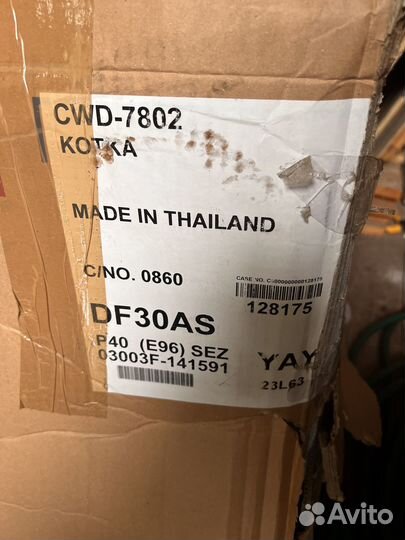 CWD-7802
KOTKA
MADE IN THAILAND
C/NO. 0860
CASE NO. C-000000000128175
128175
DF30AS
P40 (E96) SEZ
03003F-141591
YAY
23L63
Avito